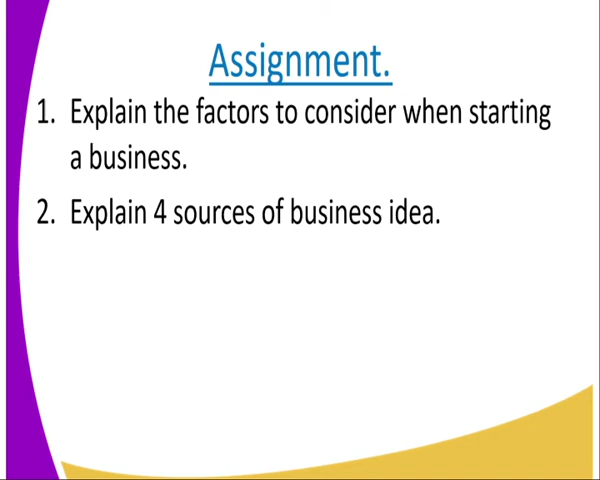 Assignment.
1. Explain the factors to consider when starting
a business.
2. Explain 4 sources of business idea.